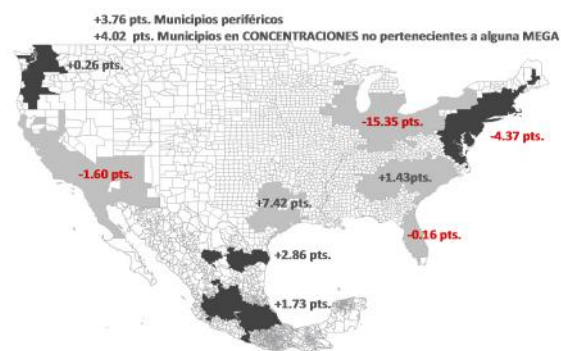 +3.76 pts. Municipios periféricos
+4.02 pts. Municipios en CONCENTRACIONES no pertenecientes a alguna MEGA
+0.26 pts.
-15.35 pts.
-4.37 pts.
-1.60 pts.
+1.43pts.
+7.42 pts.
-0.16 pts.
+2.86 pts.
+1.73 pts.